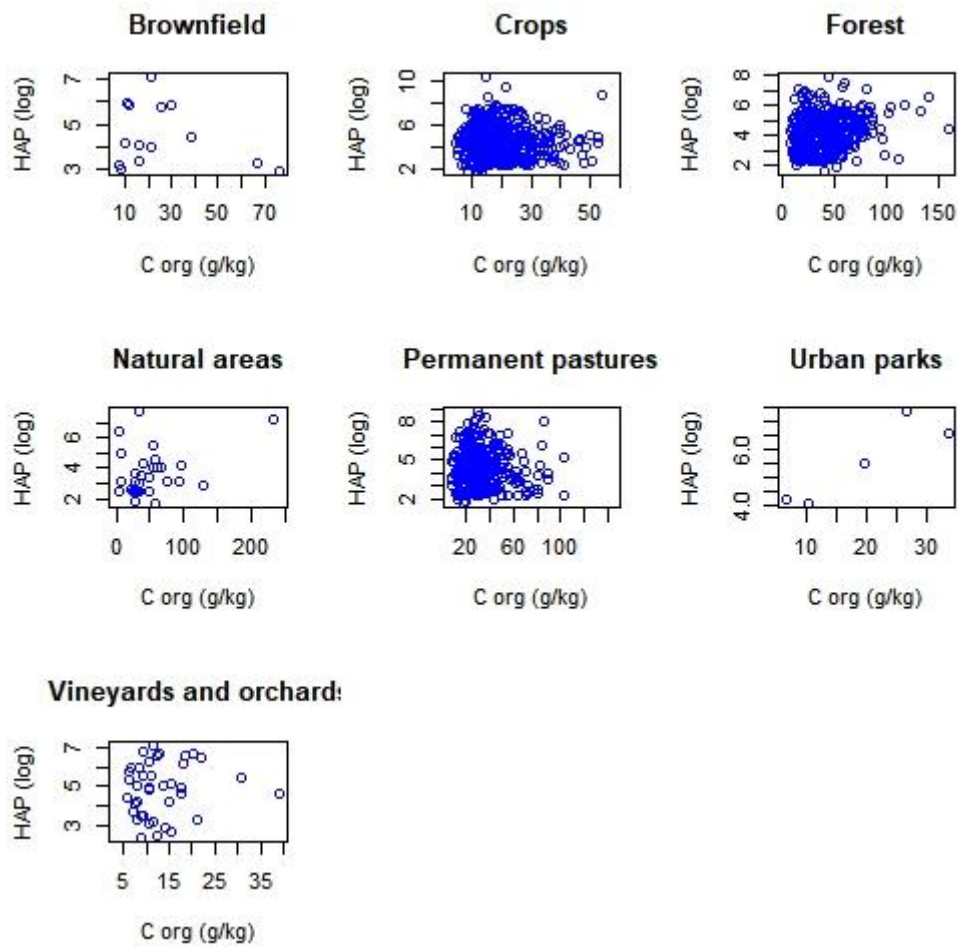 Brownfield
HAP (log)
7
5
3
10 30 50 70
C org (g/kg)
Crops
HAP (log)
10
6
2
10 30 50
C org (g/kg)
Forest
HAP (log)
8
6
4
2
0 50 100 150
C org (g/kg)
Natural areas
HAP (log)
6
4
2
0 100 200
C org (g/kg)
Permanent pastures
HAP (log)
8
5
2
20 60 100
C org (g/kg)
Urban parks
HAP (log)
6.0
4.0
10 20 30
C org (g/kg)
Vineyards and orchards
HAP (log)
7
5
3
5 15 25 35
C org (g/kg)